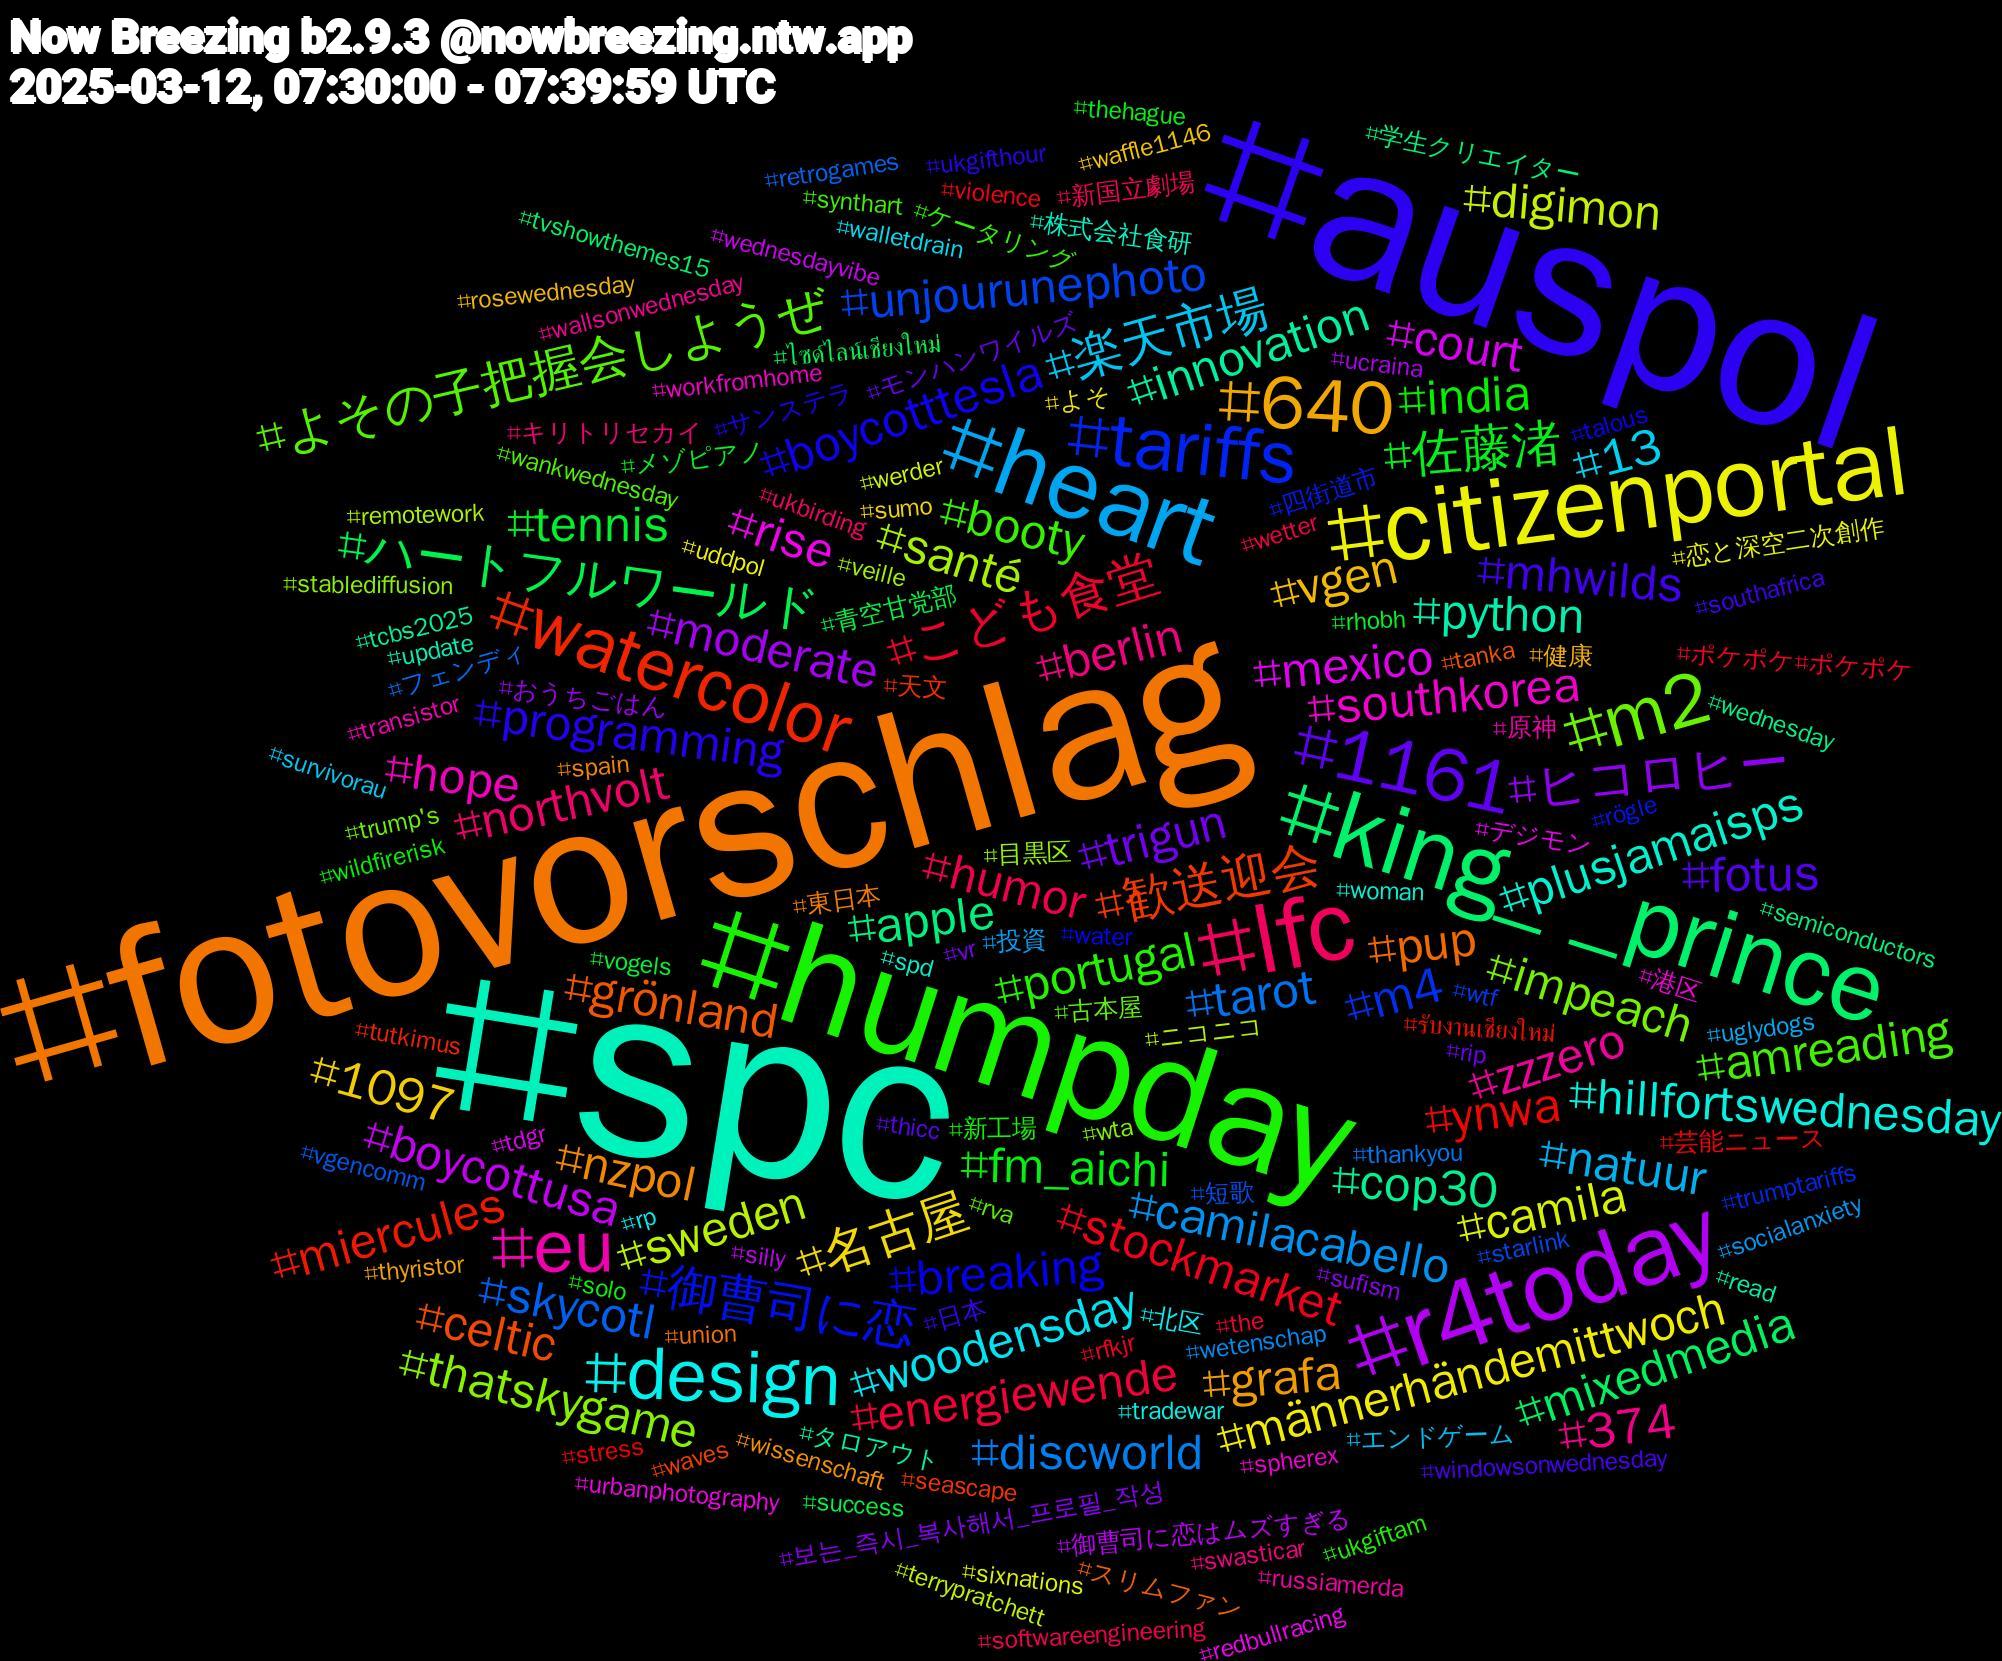 Now Breezing b2.9.3 @nowbreezing.ntw.app
2025-03-12, 07:30:00 - 07:39:59 UTC
#thehague
#waffle1146
#学生クリエイター
#ukgifthour
#retrogames
#violence
#新国立劇場
#auspol
#digimon
#synthart
#ケータリング
#walletdrain
#株式会社食研
#tvshowthemes15
#wednesdayvibe
#rosewednesday
#unjourunephoto
#wallsonwednesday
#よその子把握会しようぜ
#ไซด์ไลน์เชียงใหม่
#モンハンワイルズ
#楽天市場
#innovation
#court
#ucraina
#workfromhome
#よそ
#640
#india
#boycotttesla
#サンステラ
#tariffs
#talous
#13
#佐藤渚
#キリトリセカイ
#メゾピアノ
#heart
#citizenportal
#wankwednesday
#werder
#sumo
#四街道市
#remotework
#tennis
#ukbirding
#booty
#rise
#santé
#wetter
#恋と深空二次創作
#ハートフルワールド
#uddpol
#veille
#vgen
#mhwilds
#stablediffusion
#こども食堂
#python
#southafrica
#watercolor
#青空甘党部
#rhobh
#tcbs2025
#update
#moderate
#berlin
#mexico
#健康
#tanka
#ポケポケ#ポケポケ
#フェンディ
#おうちごはん
#天文
#southkorea
#m2
#transistor
#programming
#fotovorschlag
#原神
#wednesday
#1161
#ヒコロヒー
#รับงานเชียงใหม่
#hope
#spain
#survivorau
#northvolt
#king__prince
#trigun
#rögle
#デジモン
#plusjamaisps
#fotus
#trump's
#目黒区
#wildfirerisk
#東日本
#woman
#歓送迎会
#humor
#lfc
#apple
#semiconductors
#投資
#water
#vr
#spd
#vogels
#pup
#portugal
#impeach
#港区
#grönland
#humpday
#tarot
#m4
#wtf
#古本屋
#ニコニコ
#uglydogs
#tutkimus
#rip
#amreading
#1097
#spc
#zzzero
#hillfortswednesday
#thicc
#新工場
#wta
#ynwa
#芸能ニュース
#tdgr
#boycottusa
#nzpol
#fm_aichi
#thankyou
#natuur
#cop30
#vgencomm
#短歌
#trumptariffs
#名古屋
#miercules
#sweden
#rva
#rp
#camilacabello
#camila
#socialanxiety
#starlink
#silly
#thyristor
#solo
#御曹司に恋
#breaking
#sufism
#stockmarket
#r4today
#read
#skycotl
#日本
#woodensday
#北区
#the
#wetenschap
#celtic
#union
#design
#rfkjr
#energiewende
#grafa
#männerhändemittwoch
#mixedmedia
#thatskygame
#tradewar
#374
#stress
#waves
#wissenschaft
#タロアウト
#discworld
#エンドゲーム
#urbanphotography
#seascape
#spherex
#windowsonwednesday
#success
#보는_즉시_복사해서_프로필_작성
#御曹司に恋はムズすぎる
#ukgiftam
#swasticar
#russiamerda
#terrypratchett
#sixnations
#スリムファン
#softwareengineering
#redbullracing